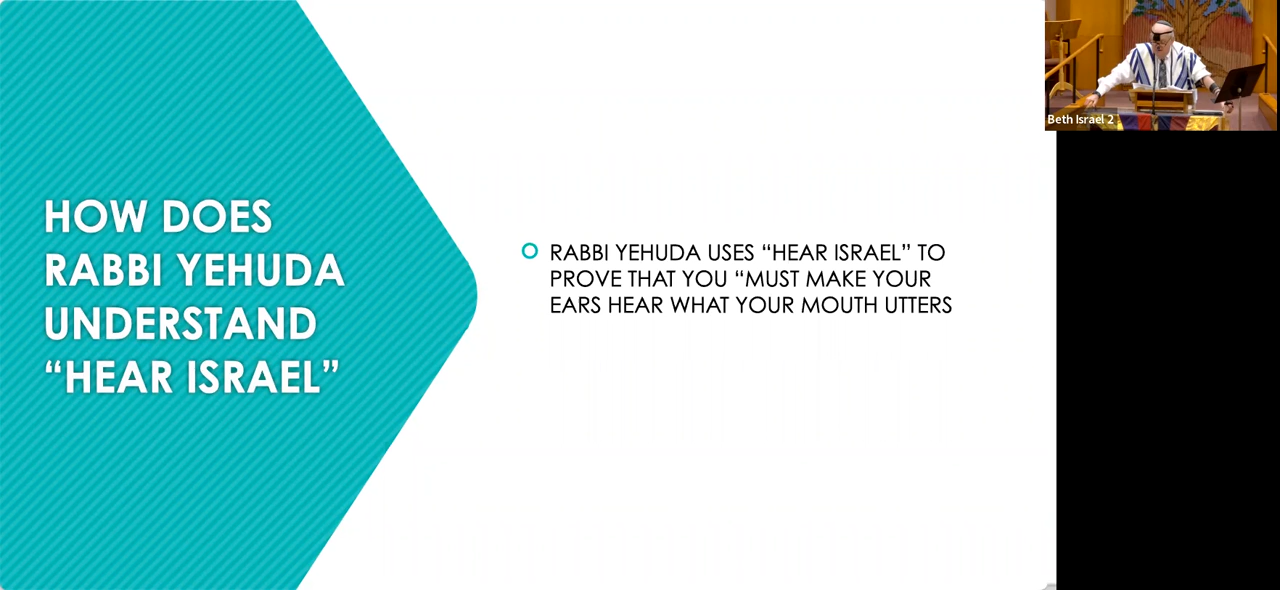 HOW DOES
RABBI YEHUDA
UNDERSTAND
“HEAR ISRAEL”
RABBI YEHUDA USES “HEAR ISRAEL” TO
PROVE THAT YOU “MUST MAKE YOUR
EARS HEAR WHAT YOUR MOUTH UTTERS
Beth Israel 2